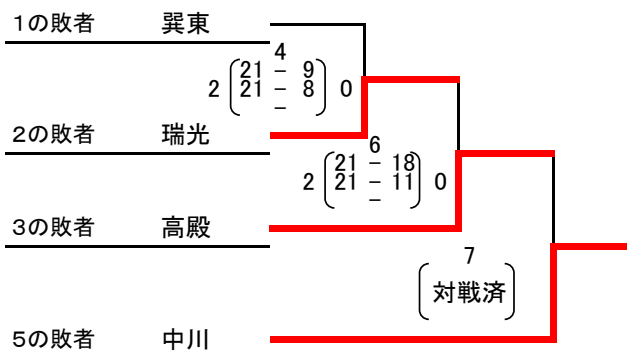 1の敗者 巽東
4
21 － 9
2 21 － 8 0
－
2の敗者 瑞光
6
21 － 18
2 21 － 11 0
－
3の敗者 高殿
7
対戦済
5の敗者 中川